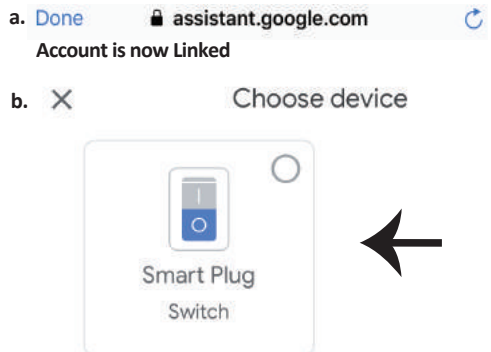 a. Done assistant.google.com
Account is now Linked
b. Choose device
Smart Plug
Switch